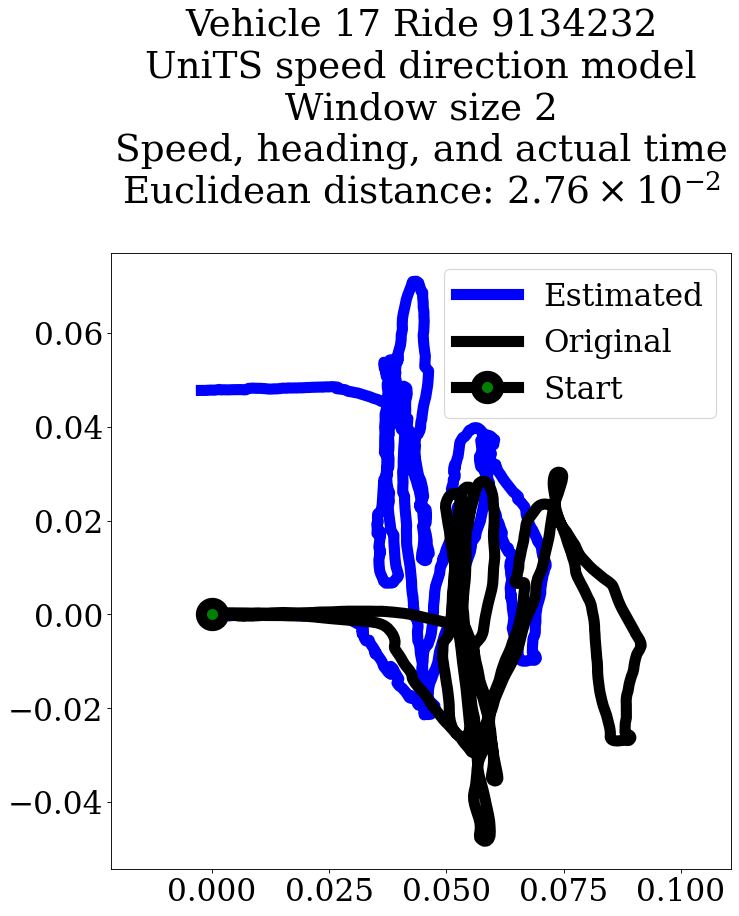 Vehicle 17 Ride 9134232
UniTS speed direction model
Window size 2
Speed, heading, and actual time
Euclidean distance: 2.76 × 10⁻²
Estimated
Original
Start
0.06
0.04
0.02
0.00
−0.02
−0.04
0.000 0.025 0.050 0.075 0.100